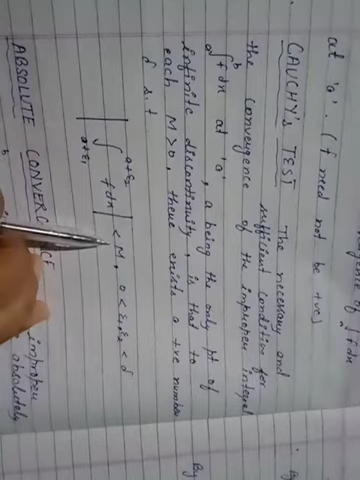 at 'a'. (f need not be +ve)
CAUCHY'S TEST The necessary and
sufficient condition for
the convergence of the improper integral
∫_a^b f dx at 'a', a being the only pt of
infinite discontinuity, is that to
each M>0, there exists a +ve number
δ s.t
| ∫_{a+ε₁}^{a+ε₂} f dx | < M, 0 < ε₁, ε₂ < δ
ABSOLUTE CONVERGENCE
improper
absolutely
f dx
By